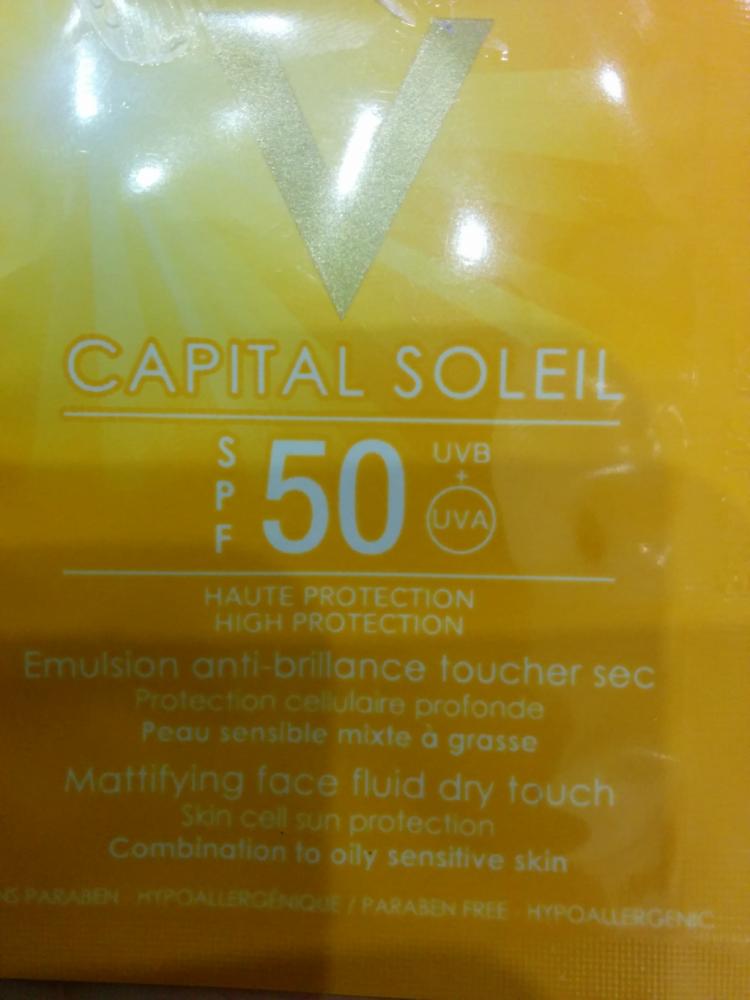 V
CAPITAL SOLEIL
SPF 50 UVB + UVA
HAUTE PROTECTION
HIGH PROTECTION
Emulsion anti-brillance toucher sec
Protection cellulaire profonde
Peau sensible mixte à grasse
Mattifying face fluid dry touch
Skin cell sun protection
Combination to oily sensitive skin
PARABEN HYPOALLERGÉNIQUE / PARABEN FREE HYPOALLERGENIC